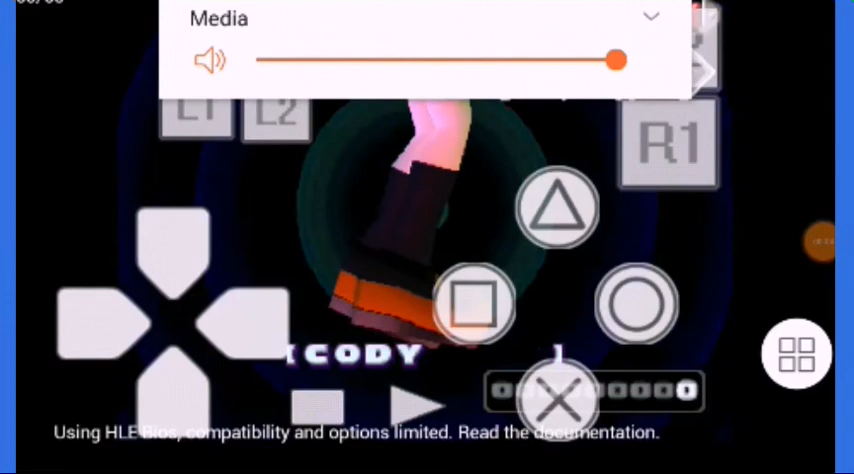 Media
L1 L2
R1
[CODY ]
Using HLE Bios, compatibility and options limited. Read the documentation.